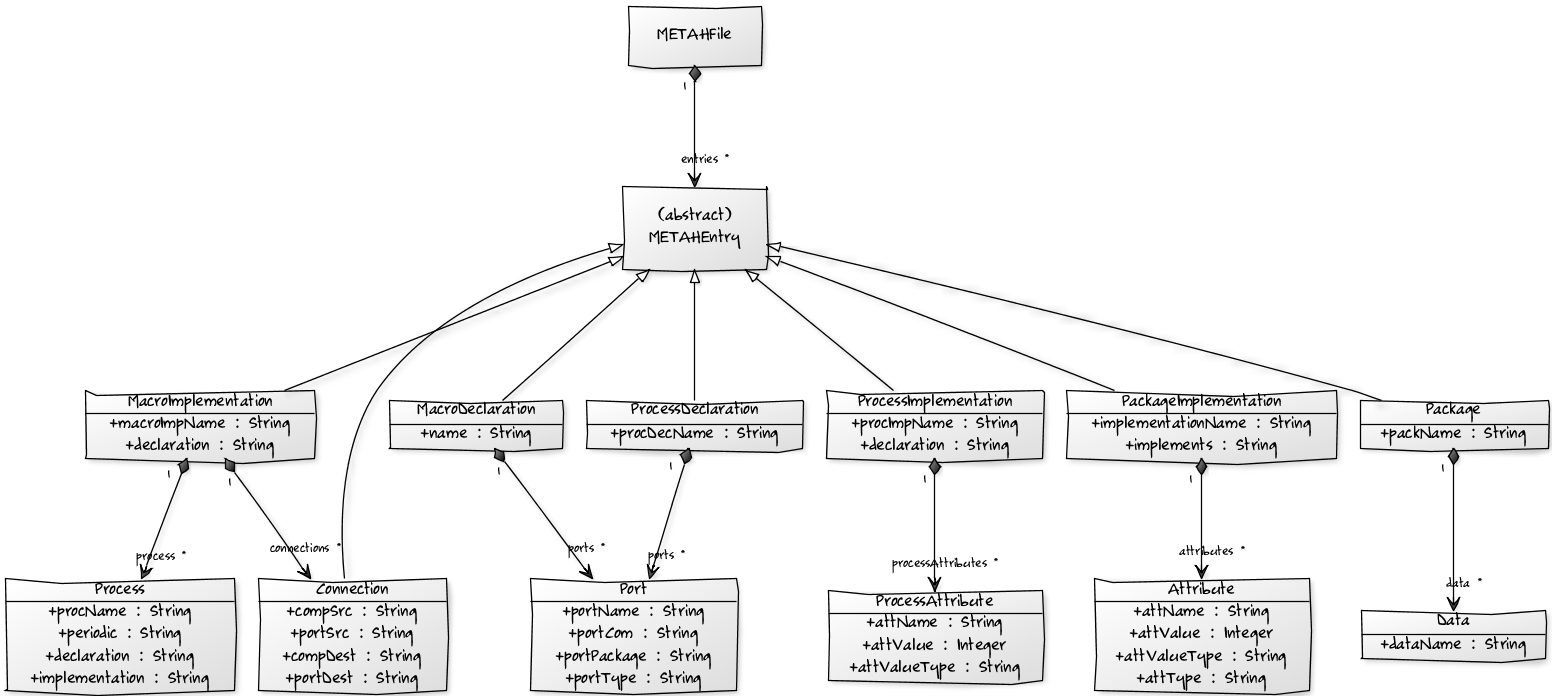 METAHFile
1
entries *
(abstract)
METAHEntry
MacroImplementation
+macroImpName : String
+declaration : String
MacroDeclaration
+name : String
ProcessDeclaration
+procDecName : String
ProcessImplementation
+procImpName : String
+declaration : String
PackageImplementation
+implementationName : String
+implements : String
Package
+packName : String
1
1
1
1
1
1
1
process *
connections *
ports *
ports *
processAttributes *
attributes *
data *
Process
+procName : String
+periodic : String
+declaration : String
+implementation : String
Connection
+compSrc : String
+portSrc : String
+compDest : String
+portDest : String
Port
+portName : String
+portCom : String
+portPackage : String
+portType : String
ProcessAttribute
+attName : String
+attValue : Integer
+attValueType : String
Attribute
+attName : String
+attValue : Integer
+attValueType : String
+attType : String
Data
+dataName : String